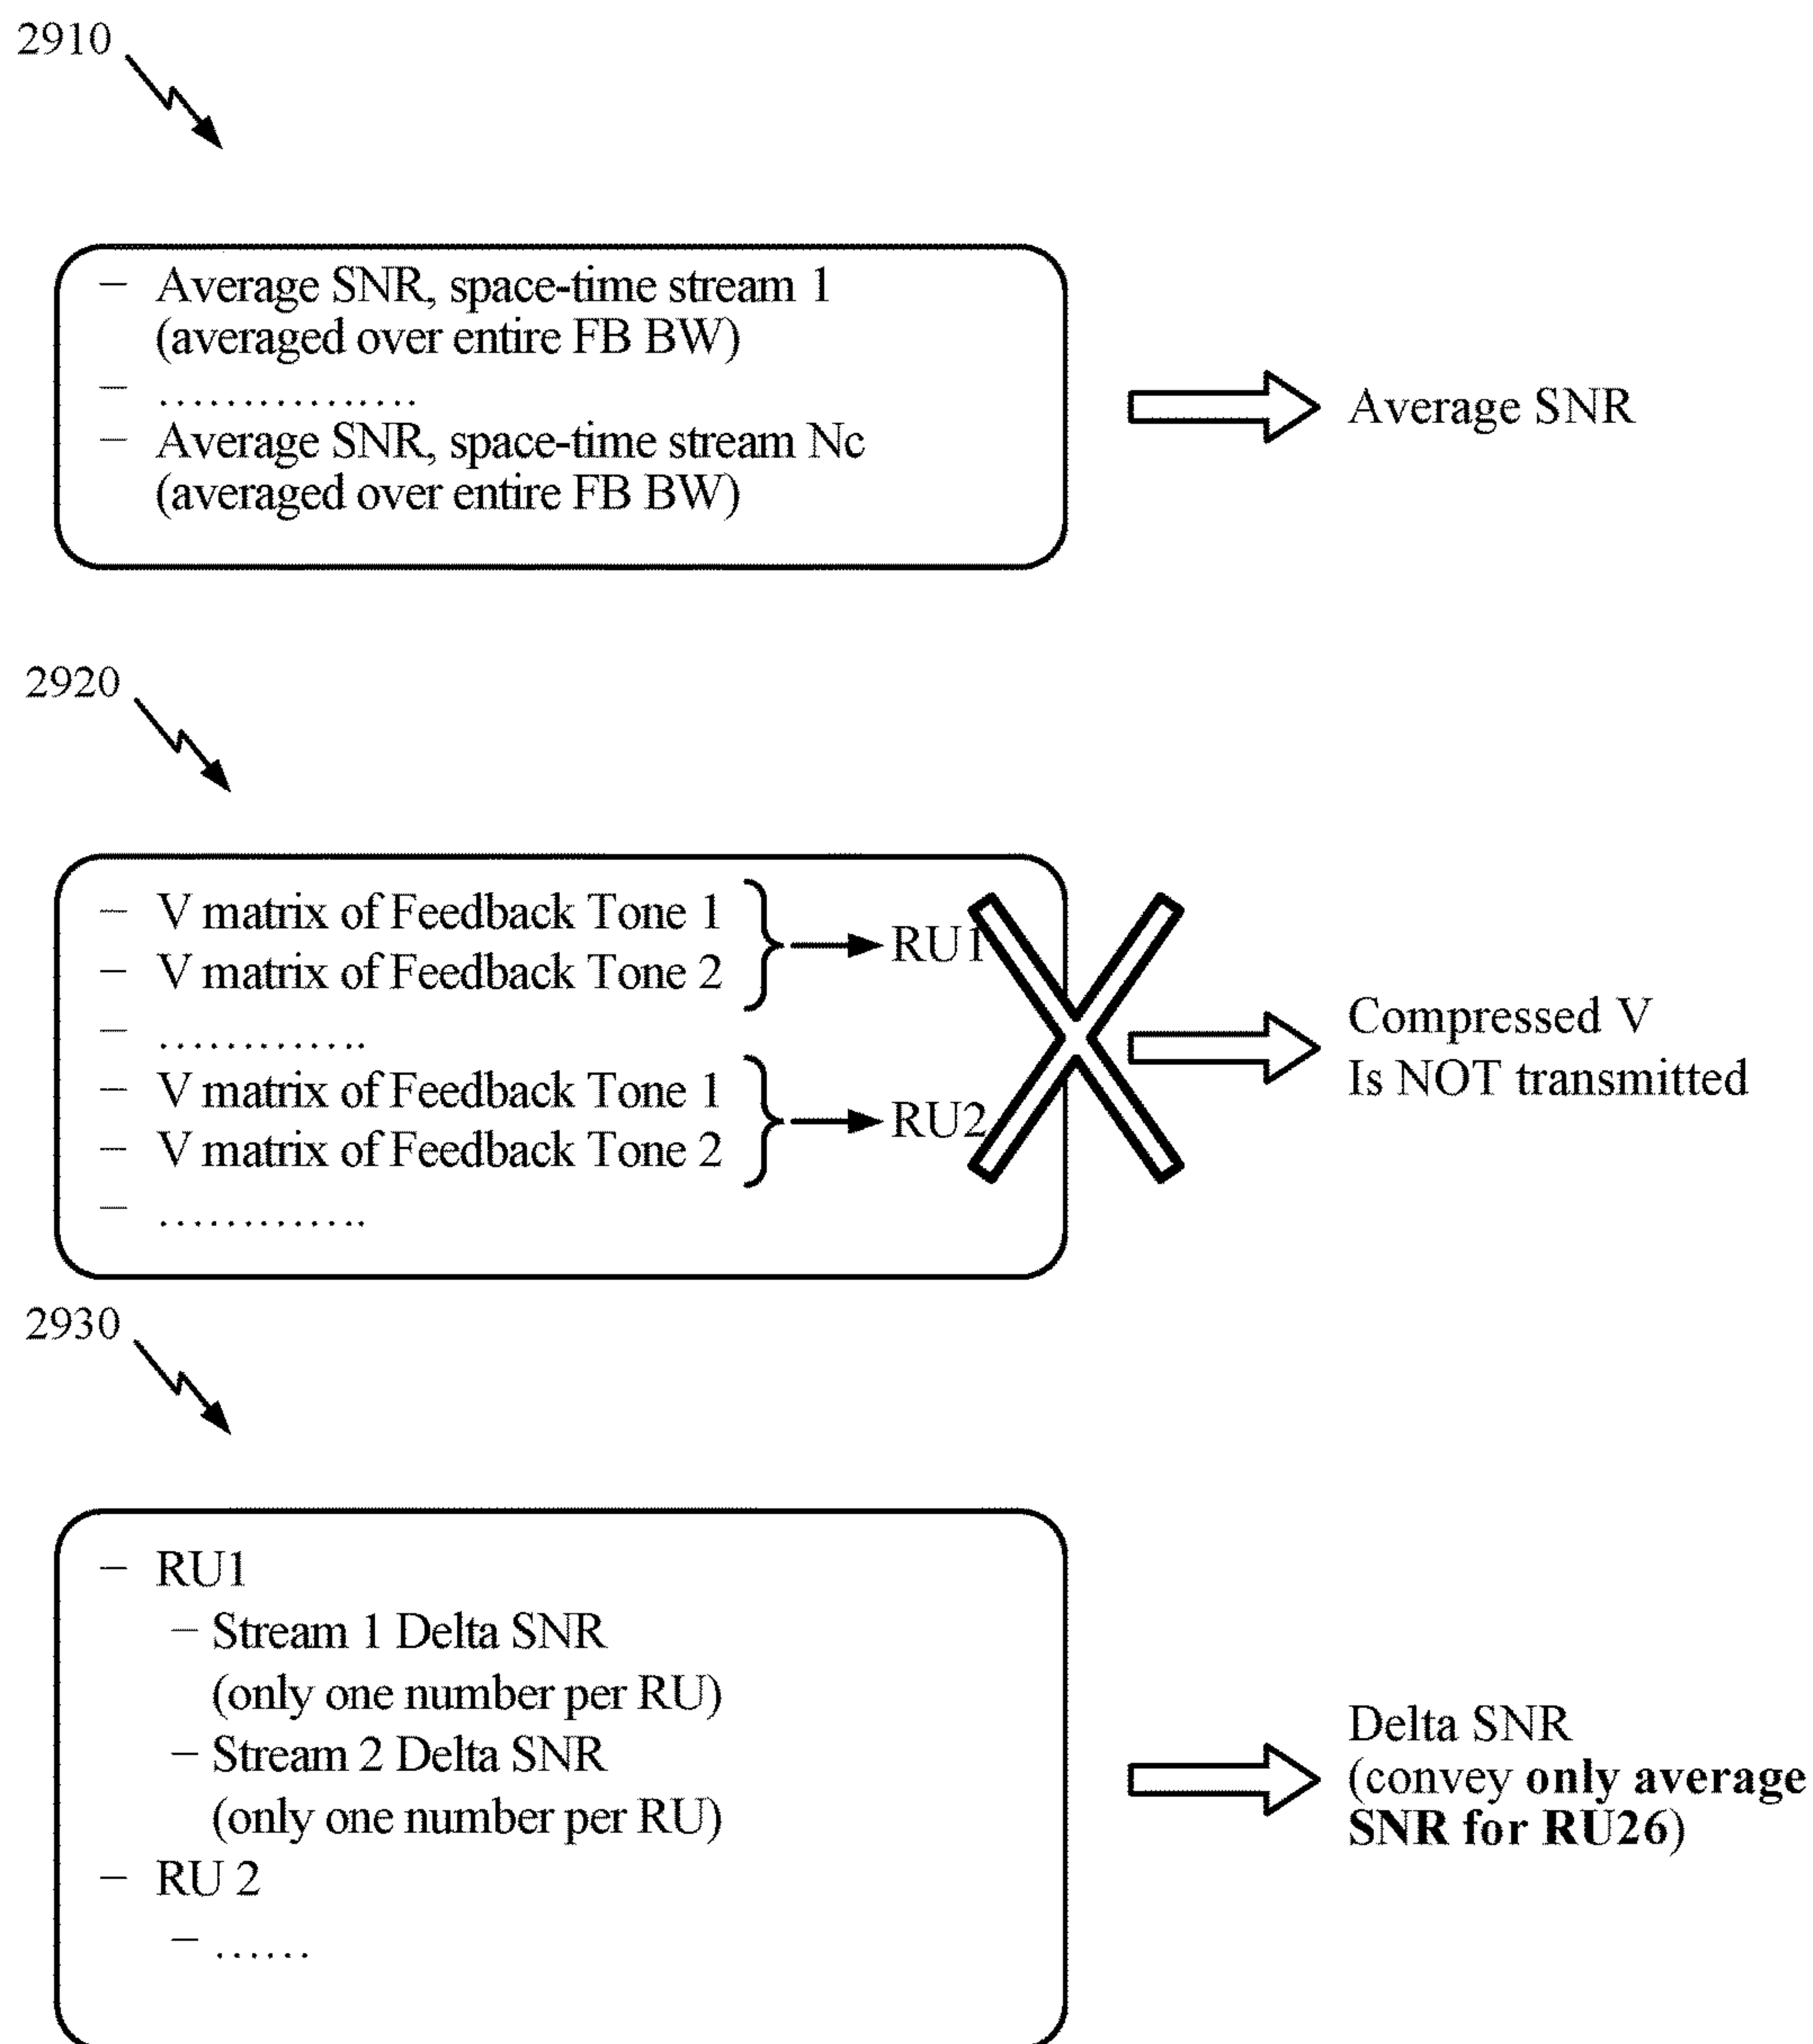 2910
– Average SNR, space-time stream 1
(averaged over entire FB BW)
– ................
– Average SNR, space-time stream Nc
(averaged over entire FB BW)
Average SNR
2920
– V matrix of Feedback Tone 1
– V matrix of Feedback Tone 2
RU1
– .............
– V matrix of Feedback Tone 1
– V matrix of Feedback Tone 2
RU2
– .............
Compressed V
Is NOT transmitted
2930
– RU1
– Stream 1 Delta SNR
(only one number per RU)
– Stream 2 Delta SNR
(only one number per RU)
– RU 2
– ......
Delta SNR
(convey only average
SNR for RU26)